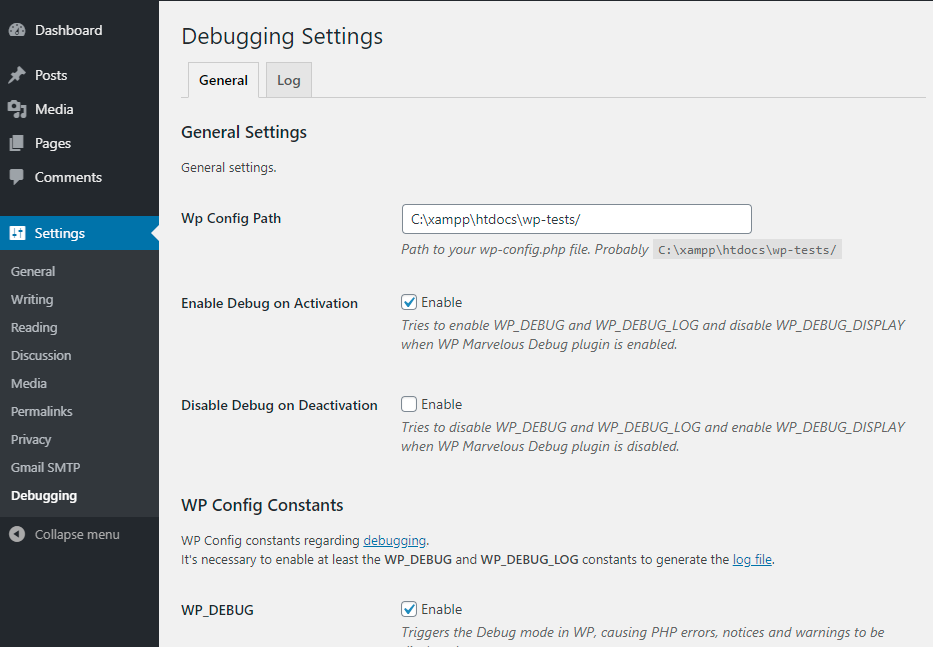 Dashboard
Posts
Media
Pages
Comments
Settings
General
Writing
Reading
Discussion
Media
Permalinks
Privacy
Gmail SMTP
Debugging
Collapse menu
Debugging Settings
General
Log
General Settings
General settings.
Wp Config Path
C:\xampp\htdocs\wp-tests/
Path to your wp-config.php file. Probably C:\xampp\htdocs\wp-tests/
Enable Debug on Activation
Enable
Tries to enable WP_DEBUG and WP_DEBUG_LOG and disable WP_DEBUG_DISPLAY
when WP Marvelous Debug plugin is enabled.
Disable Debug on Deactivation
Enable
Tries to disable WP_DEBUG and WP_DEBUG_LOG and enable WP_DEBUG_DISPLAY
when WP Marvelous Debug plugin is disabled.
WP Config Constants
WP Config constants regarding debugging.
It's necessary to enable at least the WP_DEBUG and WP_DEBUG_LOG constants to generate the log file.
WP_DEBUG
Enable
Triggers the Debug mode in WP, causing PHP errors, notices and warnings to be